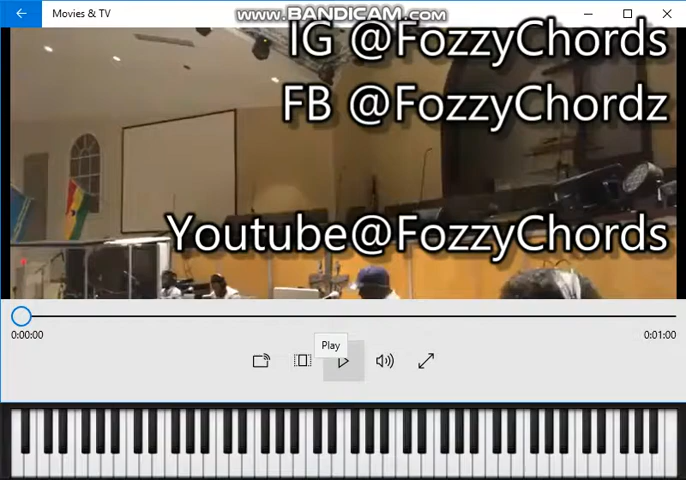 Movies & TV
www.BANDICAM.com
IG @FozzyChords
FB @FozzyChordz
Youtube@FozzyChords
0:00:00
0:01:00
Play